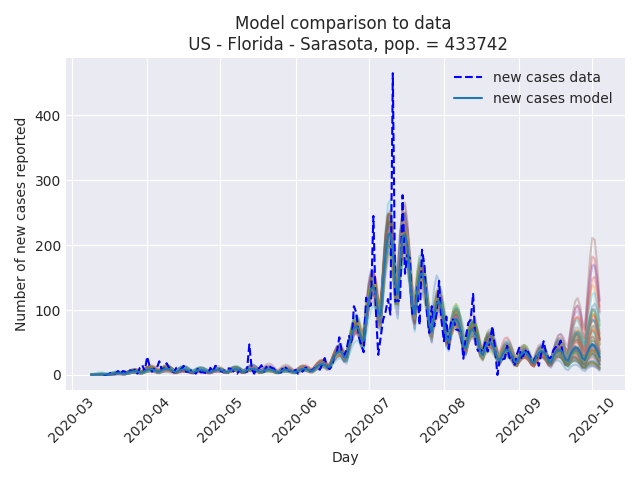 Model comparison to data
US - Florida - Sarasota, pop. = 433742
new cases data
new cases model
Number of new cases reported
400
300
200
100
0
2020-03
2020-04
2020-05
2020-06
2020-07
2020-08
2020-09
2020-10
Day